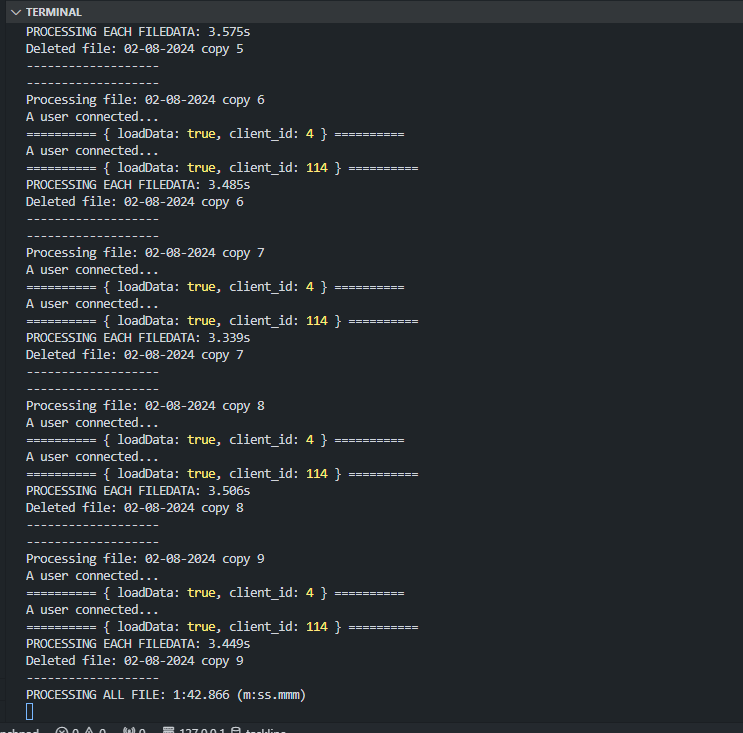 TERMINAL
PROCESSING EACH FILEDATA: 3.575s
Deleted file: 02-08-2024 copy 5
-------------------
-------------------
Processing file: 02-08-2024 copy 6
A user connected...
========== { loadData: true, client_id: 4 } ==========
A user connected...
========== { loadData: true, client_id: 114 } ==========
PROCESSING EACH FILEDATA: 3.485s
Deleted file: 02-08-2024 copy 6
-------------------
-------------------
Processing file: 02-08-2024 copy 7
A user connected...
========== { loadData: true, client_id: 4 } ==========
A user connected...
========== { loadData: true, client_id: 114 } ==========
PROCESSING EACH FILEDATA: 3.339s
Deleted file: 02-08-2024 copy 7
-------------------
-------------------
Processing file: 02-08-2024 copy 8
A user connected...
========== { loadData: true, client_id: 4 } ==========
A user connected...
========== { loadData: true, client_id: 114 } ==========
PROCESSING EACH FILEDATA: 3.506s
Deleted file: 02-08-2024 copy 8
-------------------
-------------------
Processing file: 02-08-2024 copy 9
A user connected...
========== { loadData: true, client_id: 4 } ==========
A user connected...
========== { loadData: true, client_id: 114 } ==========
PROCESSING EACH FILEDATA: 3.449s
Deleted file: 02-08-2024 copy 9
-------------------
PROCESSING ALL FILE: 1:42.866 (m:ss.mmm)
0 0 0 127.0.0.1